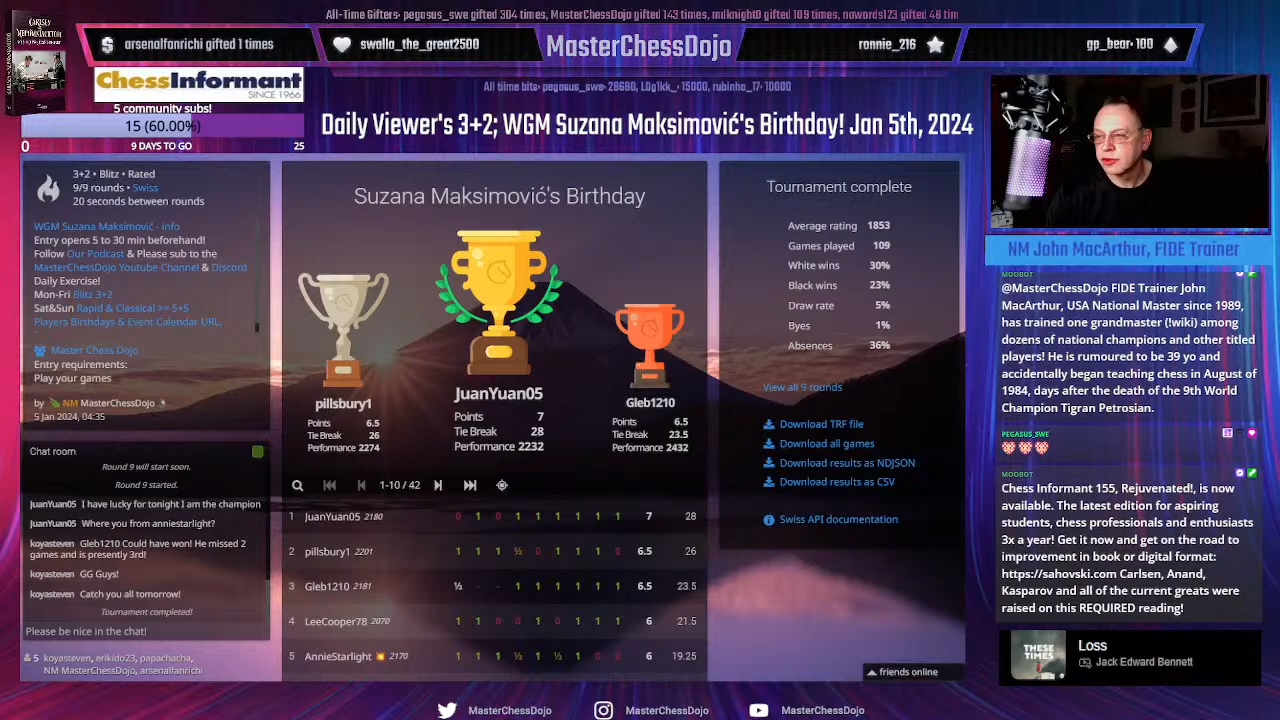 All-Time Gifters• pegasus_swe gifted 304 times, MasterChessDojo gifted 143 times, mdknight0 gifted 109 times, nawords123 gifted 46 tim
arsenalfanrichi gifted 1 times
swalla_the_great2500
MasterChessDojo
ronnie_216
gp_bear• 100
ChessInformant
SINCE 1966
All tiime bits• pegasus_swe• 28680, L0g1kk_• 15000, rubinho_17• 10000
5 community subs!
15 (60.00%)
0
9 DAYS TO GO
25
Daily Viewer's 3+2; WGM Suzana Maksimović's Birthday! Jan 5th, 2024
3+2 • Blitz • Rated
9/9 rounds • Swiss
20 seconds between rounds
WGM Suzana Maksimović - info
Entry opens 5 to 30 min beforehand!
Follow Our Podcast & Please sub to the
MasterChessDojo Youtube Channel & Discord
Daily Exercise!
Mon-Fri Blitz 3+2
Sat&Sun Rapid & Classical >= 5+5
Players Birthdays & Event Calendar URL,
Master Chess Dojo
Entry requirements:
Play your games
by NM MasterChessDojo
5 Jan 2024, 04:35
Chat room
Round 9 will start soon.
Round 9 started.
JuanYuan05 I have lucky for tonight I am the champion
JuanYuan05 Where you from anniestarlight?
koyasteven Gleb1210 Could have won! He missed 2
games and is presently 3rd!
koyasteven GG Guys!
koyasteven Catch you all tomorrow!
Tournament completed!
Please be nice in the chat!
5 koyasteven, erikido23, papachacha,
NM MasterChessDojo, arsenalfanrichi
Suzana Maksimović's Birthday
pillsbury1
Points 6.5
Tie Break 26
Performance 2274
JuanYuan05
Points 7
Tie Break 28
Performance 2232
Gleb1210
Points 6.5
Tie Break 23.5
Performance 2432
1-10 / 42
1 JuanYuan05 2180 0 1 0 1 1 1 1 1 1 7 28
2 pillsbury1 2201 1 1 1 ½ 0 1 1 1 0 6.5 26
3 Gleb1210 2181 ½ - - 1 1 1 1 1 1 6.5 23.5
4 LeeCooper78 2070 1 1 0 0 1 0 1 1 1 6 21.5
5 AnnieStarlight 2170 1 1 1 ½ 1 ½ 1 0 0 6 19.25
Tournament complete
Average rating 1853
Games played 109
White wins 30%
Black wins 23%
Draw rate 5%
Byes 1%
Absences 36%
View all 9 rounds
Download TRF file
Download all games
Download results as NDJSON
Download results as CSV
Swiss API documentation
friends online
NM John MacArthur, FIDE Trainer
MOOBOT
@MasterChessDojo FIDE Trainer John
MacArthur, USA National Master since 1989,
has trained one grandmaster (!wiki) among
dozens of national champions and other titled
players! He is rumoured to be 39 yo and
accidentally began teaching chess in August of
1984, days after the death of the 9th World
Champion Tigran Petrosian.
PEGASUS_SWE
MOOBOT
Chess Informant 155, Rejuvenated!, is now
available. The latest edition for aspiring
students, chess professionals and enthusiasts
3x a year! Get it now and get on the road to
improvement in book or digital format:
https://sahovski.com Carlsen, Anand,
Kasparov and all of the current greats were
raised on this REQUIRED reading!
THESE
TIMES
Loss
Jack Edward Bennett
MasterChessDojo
MasterChessDojo
MasterChessDojo